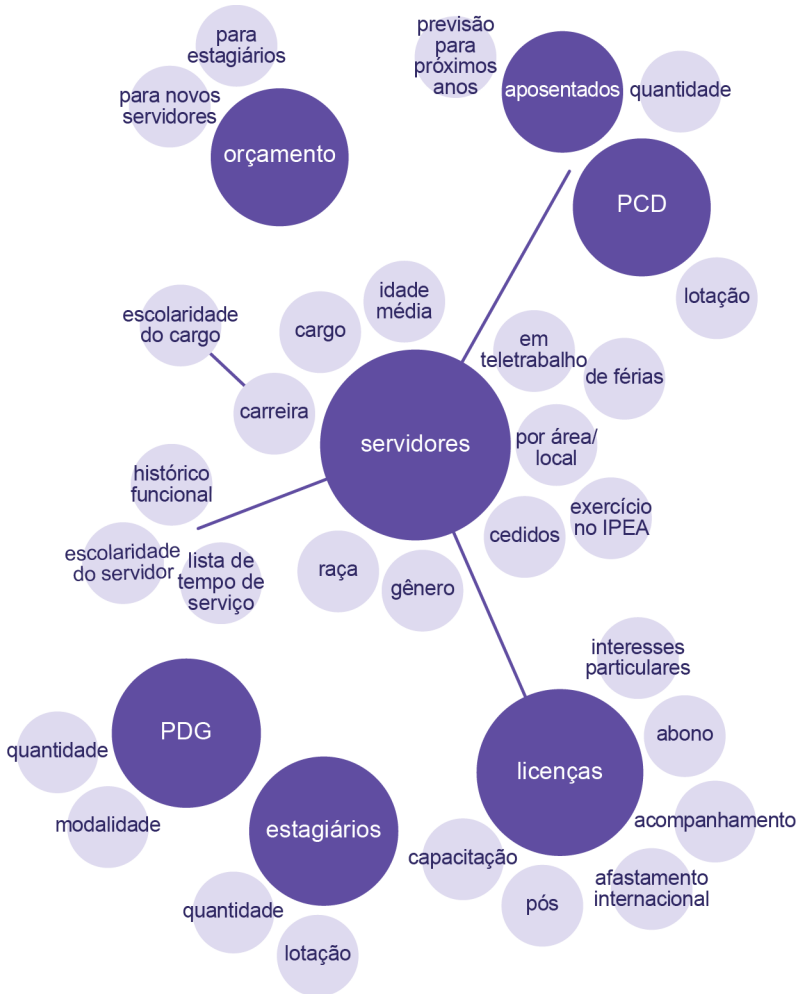 para
estagiários
para novos
servidores
orçamento
previsão
para
próximos
anos
aposentados
quantidade
PCD
lotação
escolaridade
do cargo
cargo
idade
média
carreira
servidores
em
teletrabalho
de férias
por área/
local
cedidos
exercício
no IPEA
histórico
funcional
escolaridade
do servidor
lista de
tempo de
serviço
raça
gênero
PDG
quantidade
modalidade
estagiários
quantidade
lotação
licenças
interesses
particulares
abono
acompanhamento
afastamento
internacional
pós
capacitação